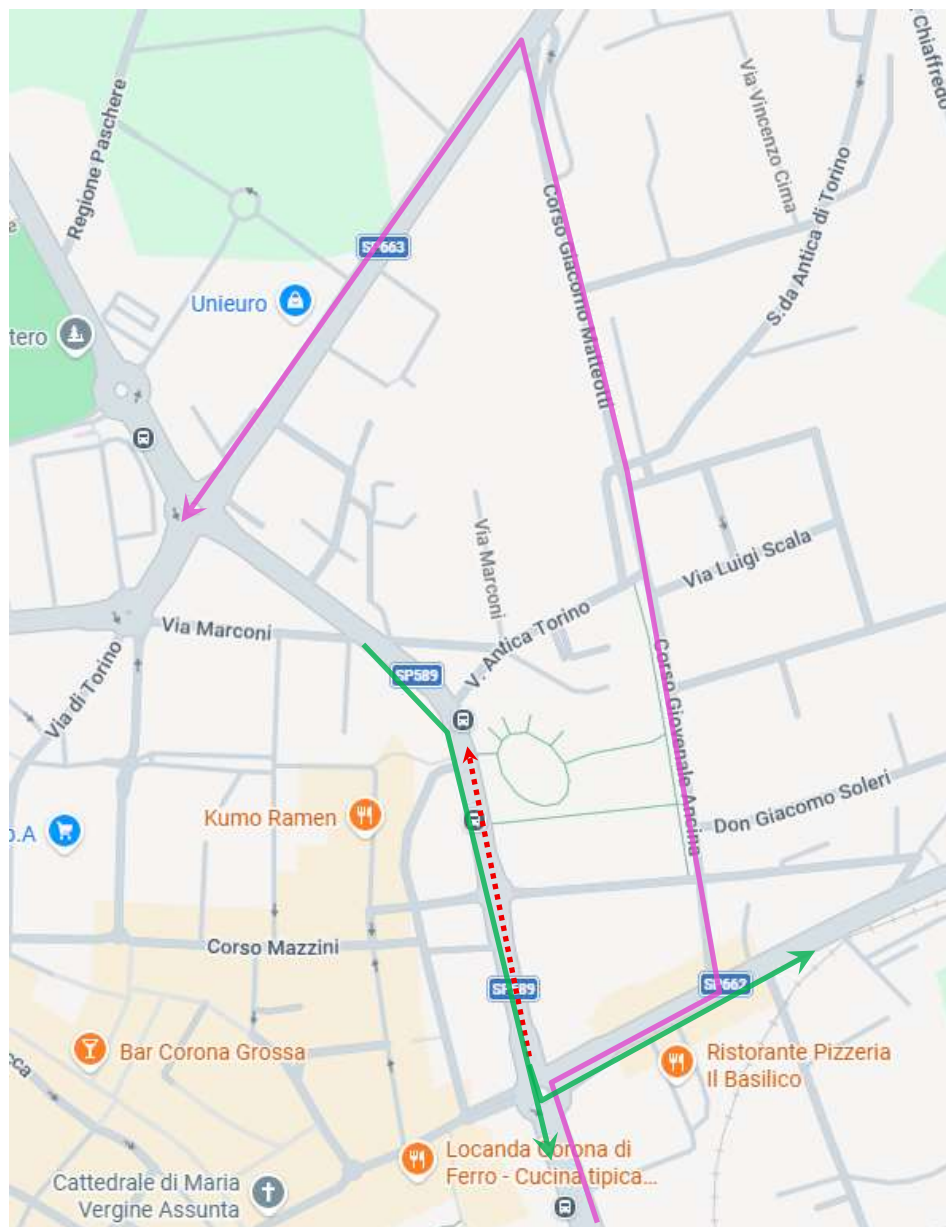 Chiaffredo
Via Vincenzo Cima
Regione Paschere
S.da Antica di Torino
Corso Giacomo Matteotti
SP663
Unieuro
tero
Via Marconi
Via Luigi Scala
Via Marconi
V. Antica Torino
SP589
Via di Torino
Corso Giovenale Ancina
Don Giacomo Soleri
Kumo Ramen
o.A
Corso Mazzini
SP589
SP662
Bar Corona Grossa
Ristorante Pizzeria
Il Basilico
cca
Locanda Corona di
Ferro - Cucina tipica...
Cattedrale di Maria
Vergine Assunta